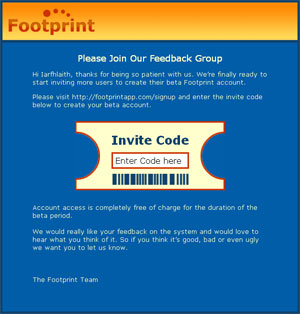 Footprint
Please Join Our Feedback Group
Hi Iarfhlaith, thanks for being so patient with us. We're finally ready to
start inviting more users to create their beta Footprint account.
Please visit http://footprintapp.com/signup and enter the invite code
below to create your beta account.
Invite Code
Enter Code here
Account access is completely free of charge for the duration of the
beta period.
We would really like your feedback on the system and would love to
hear what you think of it. So if you think it's good, bad or even ugly
we want you to let us know.
The Footprint Team